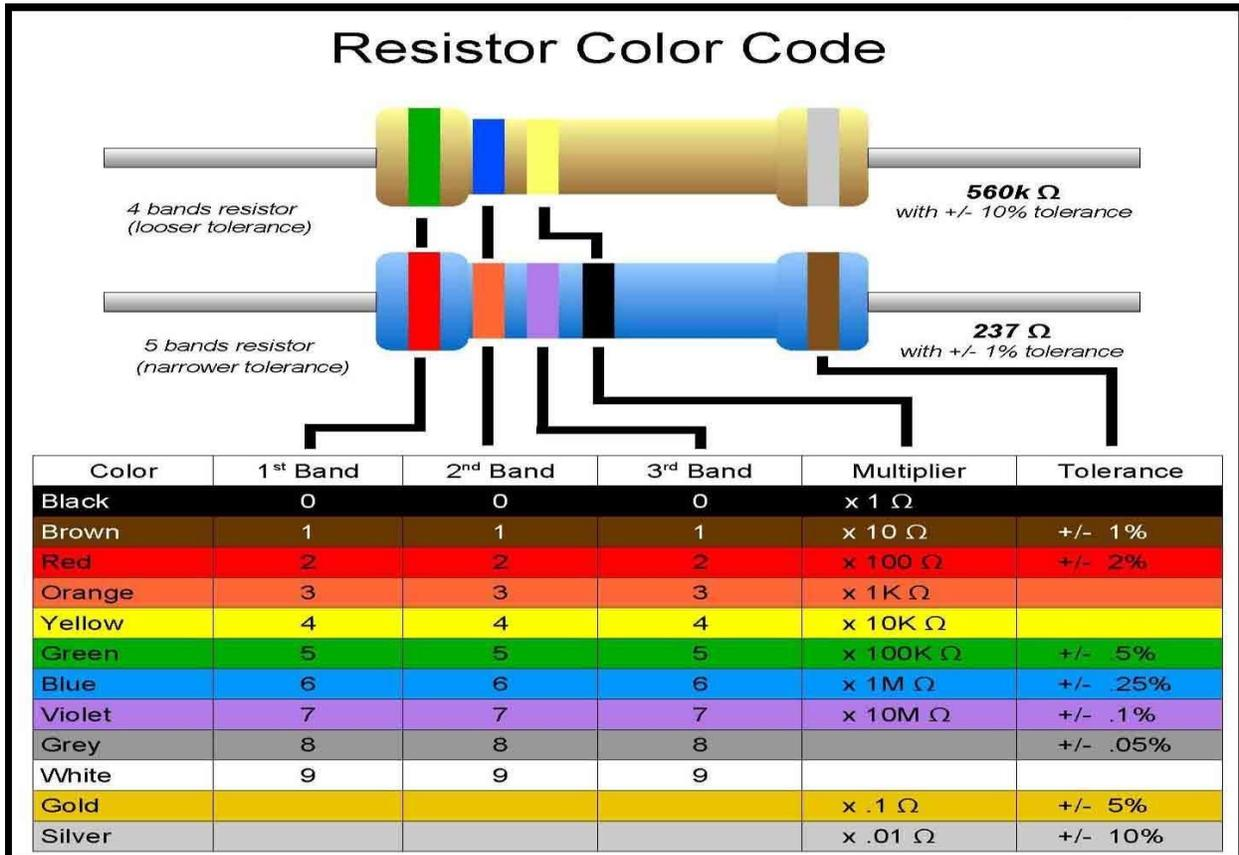 Resistor Color Code
4 bands resistor
(looser tolerance)
560k Ω
with +/- 10% tolerance
5 bands resistor
(narrower tolerance)
237 Ω
with +/- 1% tolerance
Color 1st Band 2nd Band 3rd Band Multiplier Tolerance
Black 0 0 0 x 1 Ω
Brown 1 1 1 x 10 Ω +/- 1%
Red 2 2 2 x 100 Ω +/- 2%
Orange 3 3 3 x 1K Ω
Yellow 4 4 4 x 10K Ω
Green 5 5 5 x 100K Ω +/- .5%
Blue 6 6 6 x 1M Ω +/- .25%
Violet 7 7 7 x 10M Ω +/- .1%
Grey 8 8 8 +/- .05%
White 9 9 9
Gold x .1 Ω +/- 5%
Silver x .01 Ω +/- 10%